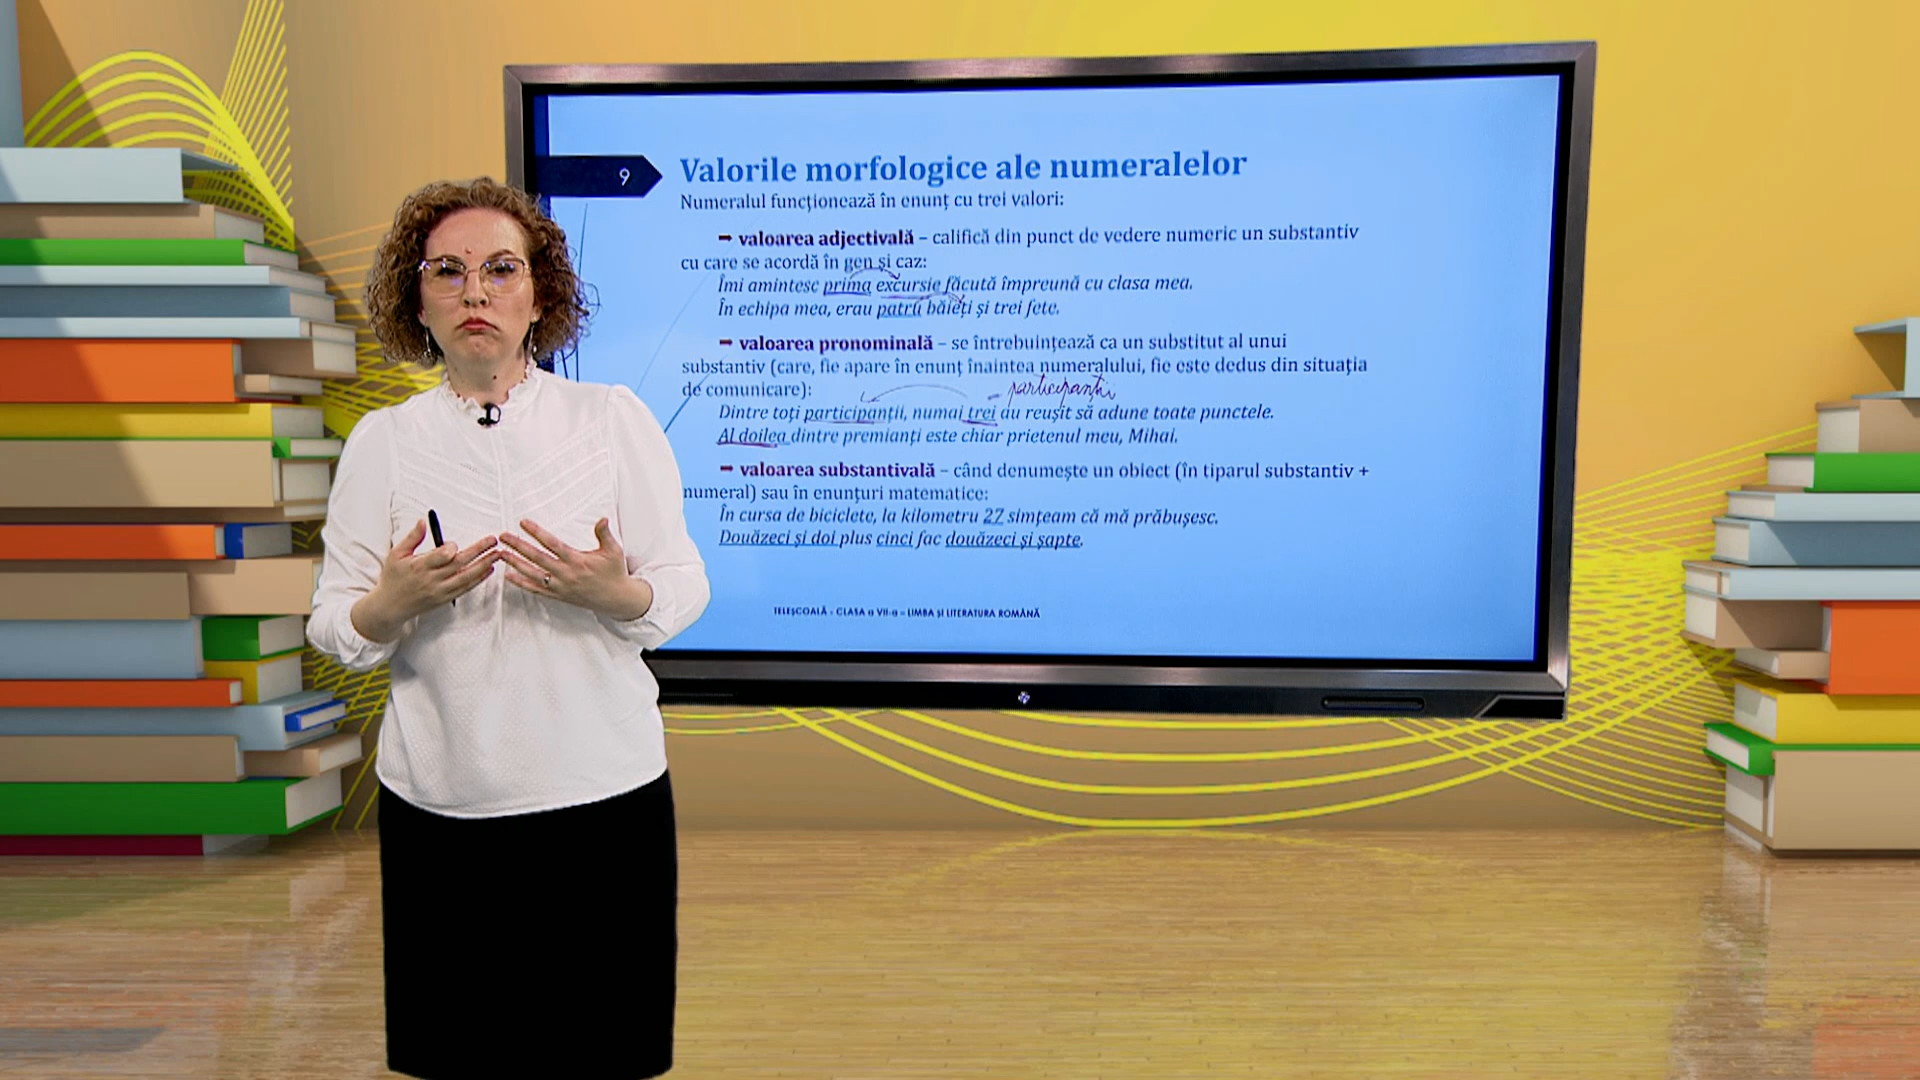 9
Valorile morfologice ale numeralelor
Numeralul funcționează în enunț cu trei valori:
➡ valoarea adjectivală – califică din punct de vedere numeric un substantiv
cu care se acordă în gen și caz:
Îmi amintesc prima excursie făcută împreună cu clasa mea.
În echipa mea, erau patru băieți și trei fete.
➡ valoarea pronominală – se întrebuințează ca un substitut al unui
substantiv (care, fie apare în enunț înaintea numeralului, fie este dedus din situația
de comunicare):
participanți
Dintre toți participanții, numai trei au reușit să adune toate punctele.
Al doilea dintre premianți este chiar prietenul meu, Mihai.
➡ valoarea substantivală – când denumește un obiect (în tiparul substantiv +
numeral) sau în enunțuri matematice:
În cursa de biciclete, la kilometru 27 simțeam că mă prăbușesc.
Douăzeci și doi plus cinci fac douăzeci și șapte.
TELEȘCOALĂ - CLASA a VII-a – LIMBA ȘI LITERATURA ROMÂNĂ